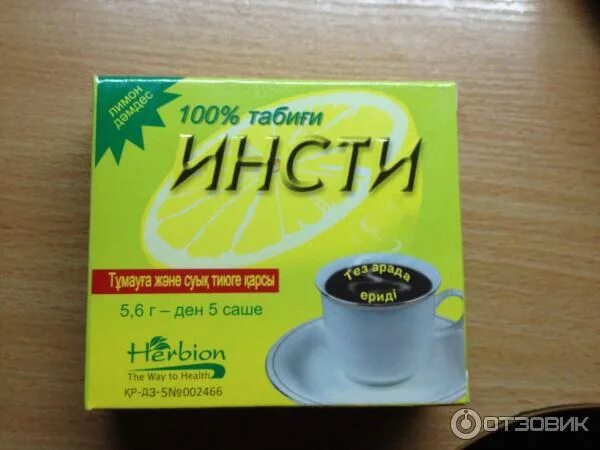 лимон
дәмдес
100% табиғи
ИНСТИ
Тұмауға және суық тиюге қарсы
5,6 г – ден 5 саше
Тез арада
ериді
Herbion
The Way to Health
ҚР-ДЗ-5№002466
ОТЗОВИК